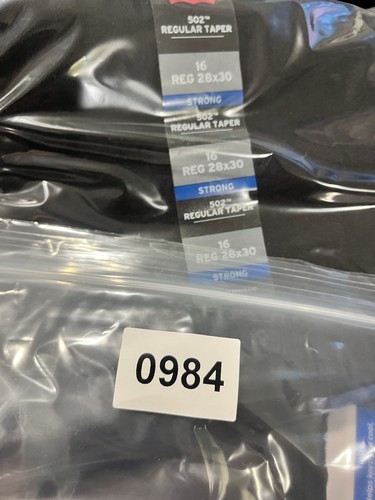 502™
REGULAR TAPER
16
REG 28x30
STRONG
502™
REGULAR TAPER
16
REG 28x30
STRONG
502™
REGULAR TAPER
16
REG 28x30
STRONG
0984